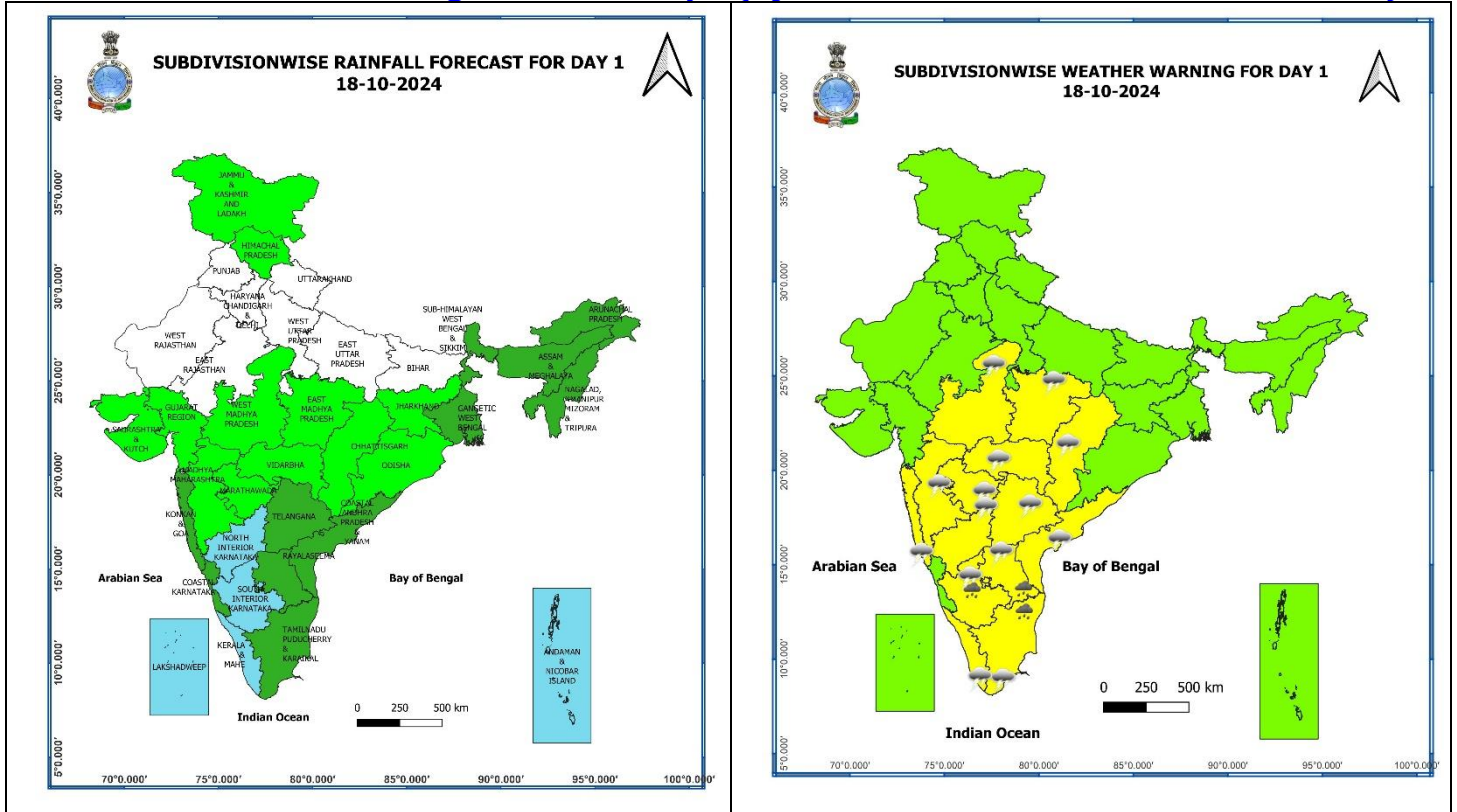 SUBDIVISIONWISE RAINFALL FORECAST FOR DAY 1
18-10-2024
40°0.000'
35°0.000'
30°0.000'
25°0.000'
20°0.000'
15°0.000'
10°0.000'
5°0.000'
JAMMU
&
KASHMIR
AND
LADAKH
HIMACHAL
PRADESH
PUNJAB
UTTARAKHAND
HARYANA
CHANDIGARH
&
DELHI
WEST
RAJASTHAN
EAST
RAJASTHAN
WEST
UTTAR
PRADESH
EAST
UTTAR
PRADESH
BIHAR
SUB-HIMALAYAN
WEST
BENGAL
&
SIKKIM
ARUNACHAL
PRADESH
ASSAM
&
MEGHALAYA
NAGALAD,
MANIPUR
MIZORAM
&
TRIPURA
GUJARAT
REGION
SAURASHTRA
&
KUTCH
WEST
MADHYA
PRADESH
EAST
MADHYA
PRADESH
JHARKHAND
GANGETIC
WEST
BENGAL
CHHATTISGARH
ODISHA
VIDARBHA
MADHYA
MAHARASHTRA
MARATHAWADA
KONKAN
&
GOA
TELANGANA
COASTAL
ANDHRA
PRADESH
&
YANAM
NORTH
INTERIOR
KARNATAKA
RAYALASEEMA
COASTAL
KARNATAKA
SOUTH
INTERIOR
KARNATAKA
TAMILNADU
PUDUCHERRY
&
KARAIKAL
KERALA
&
MAHE
LAKSHADWEEP
ANDAMAN
&
NICOBAR
ISLAND
Arabian Sea
Bay of Bengal
Indian Ocean
0 250 500 km
70°0.000' 75°0.000' 80°0.000' 85°0.000' 90°0.000' 95°0.000' 100°0.000'
SUBDIVISIONWISE WEATHER WARNING FOR DAY 1
18-10-2024
40°0.000'
35°0.000'
30°0.000'
25°0.000'
20°0.000'
15°0.000'
10°0.000'
5°0.000'
Arabian Sea
Bay of Bengal
Indian Ocean
0 250 500 km
70°0.000' 75°0.000' 80°0.000' 85°0.000' 90°0.000' 95°0.000' 100°0.000'